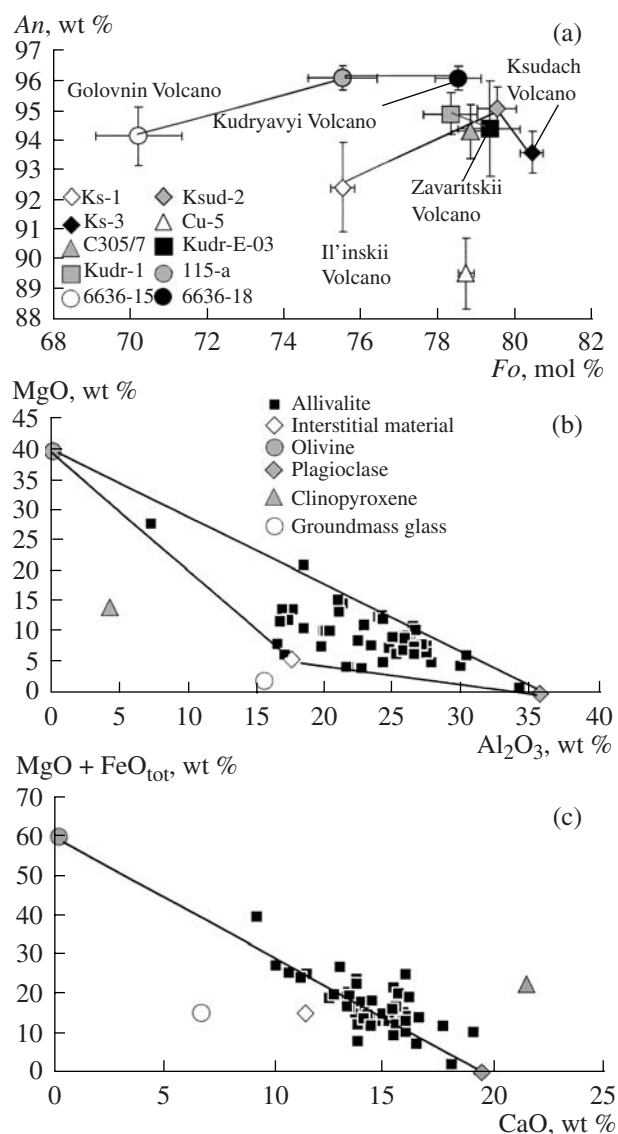 An, wt %
(a)
97
96
95
94
93
92
91
90
89
88
Golovnin Volcano
Kudryavyi Volcano
Ksudach
Volcano
Zavaritskii
Volcano
Il'inskii
Volcano
Ks-1
Ksud-2
Ks-3
Cu-5
C305/7
Kudr-E-03
Kudr-1
115-a
6636-15
6636-18
68 70 72 74 76 78 80 82
Fo, mol %
MgO, wt %
(b)
45
40
35
30
25
20
15
10
5
0
Allivalite
Interstitial material
Olivine
Plagioclase
Clinopyroxene
Groundmass glass
0 5 10 15 20 25 30 35 40
Al₂O₃, wt %
MgO + FeOtot, wt %
(c)
70
60
50
40
30
20
10
0
0 5 10 15 20 25
CaO, wt %